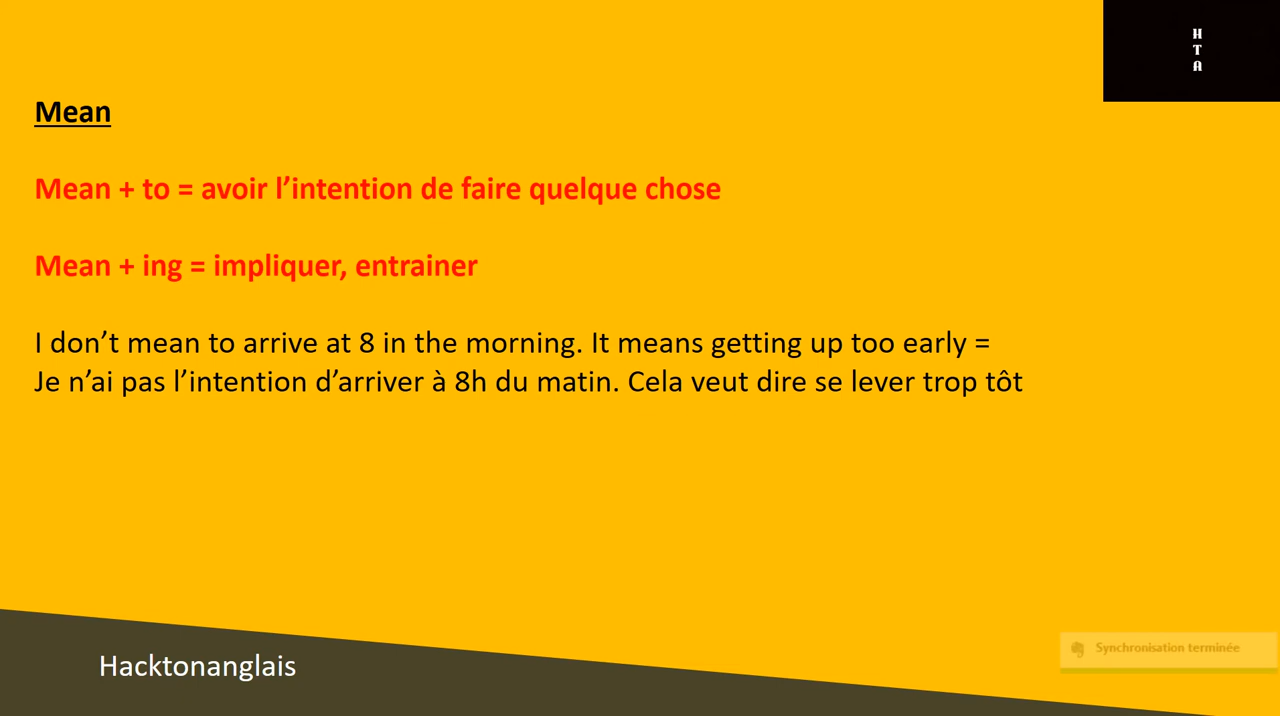 H
T
A
Mean
Mean + to = avoir l’intention de faire quelque chose
Mean + ing = impliquer, entrainer
I don’t mean to arrive at 8 in the morning. It means getting up too early =
Je n’ai pas l’intention d’arriver à 8h du matin. Cela veut dire se lever trop tôt
Hacktonanglais
Synchronisation terminée